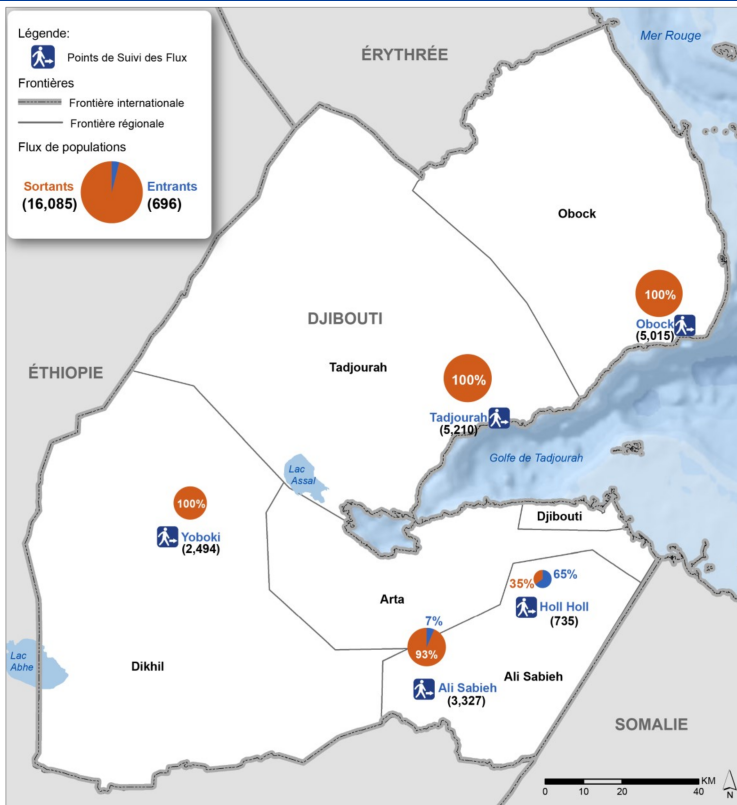 Légende:
Points de Suivi des Flux
Frontières
Frontière internationale
Frontière régionale
Flux de populations
Sortants
(16,085)
Entrants
(696)
Mer Rouge
ÉRYTHRÉE
Obock
100%
Obock
(5,015)
DJIBOUTI
Tadjourah
ÉTHIOPIE
100%
Tadjourah
(5,210)
Golfe de Tadjourah
Lac
Assal
100%
Yoboki
(2,494)
Djibouti
35%
65%
Holl Holl
(735)
Arta
7%
93%
Ali Sabieh
(3,327)
Ali Sabieh
Lac
Abhe
Dikhil
SOMALIE
KM
0 10 20 40
N